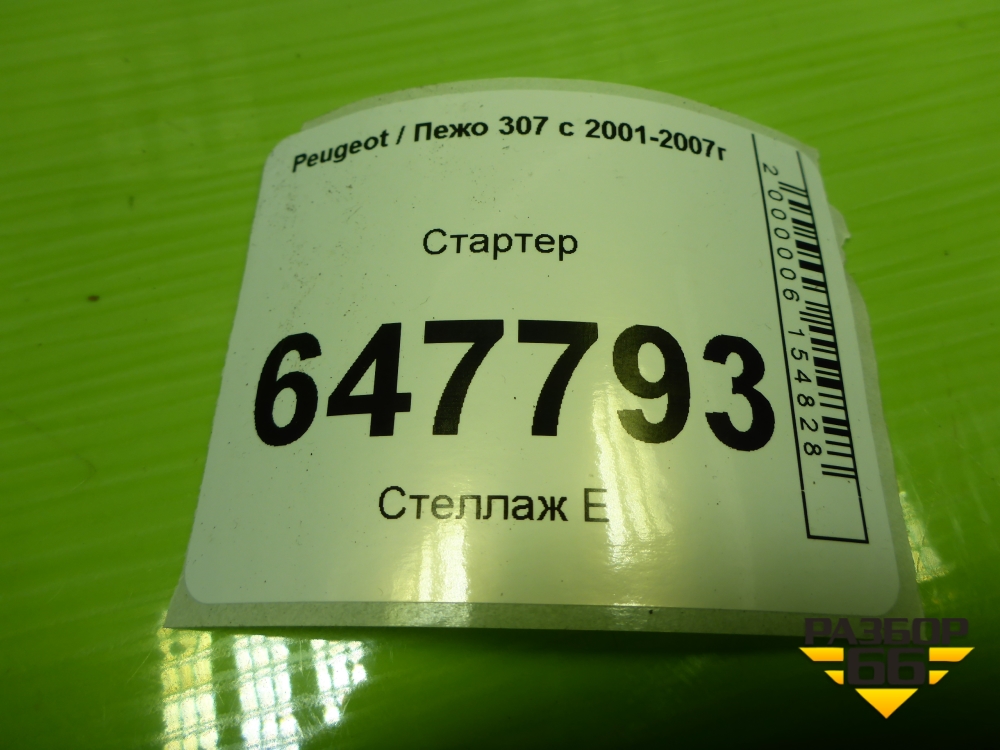 Peugeot / Пежо 307 с 2001-2007г
Стартер
647793
Стеллаж Е
2000006154828
РАЗБОР
66